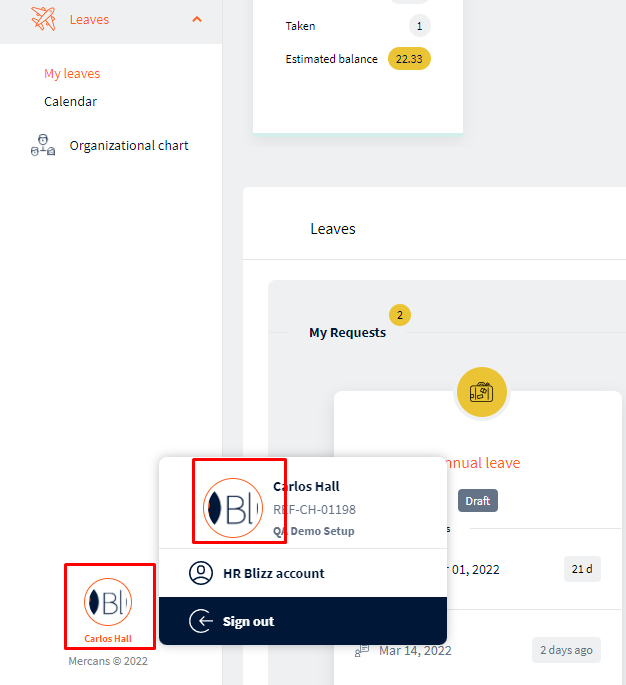 Leaves
My leaves
Calendar
Organizational chart
Taken 1
Estimated balance 22.33
Leaves
My Requests 2
nnual leave
Draft
s
r 01, 2022 21 d
Mar 14, 2022 2 days ago
Bl
Carlos Hall
REF-CH-01198
QA Demo Setup
HR Blizz account
Sign out
Bl
Carlos Hall
Mercans © 2022